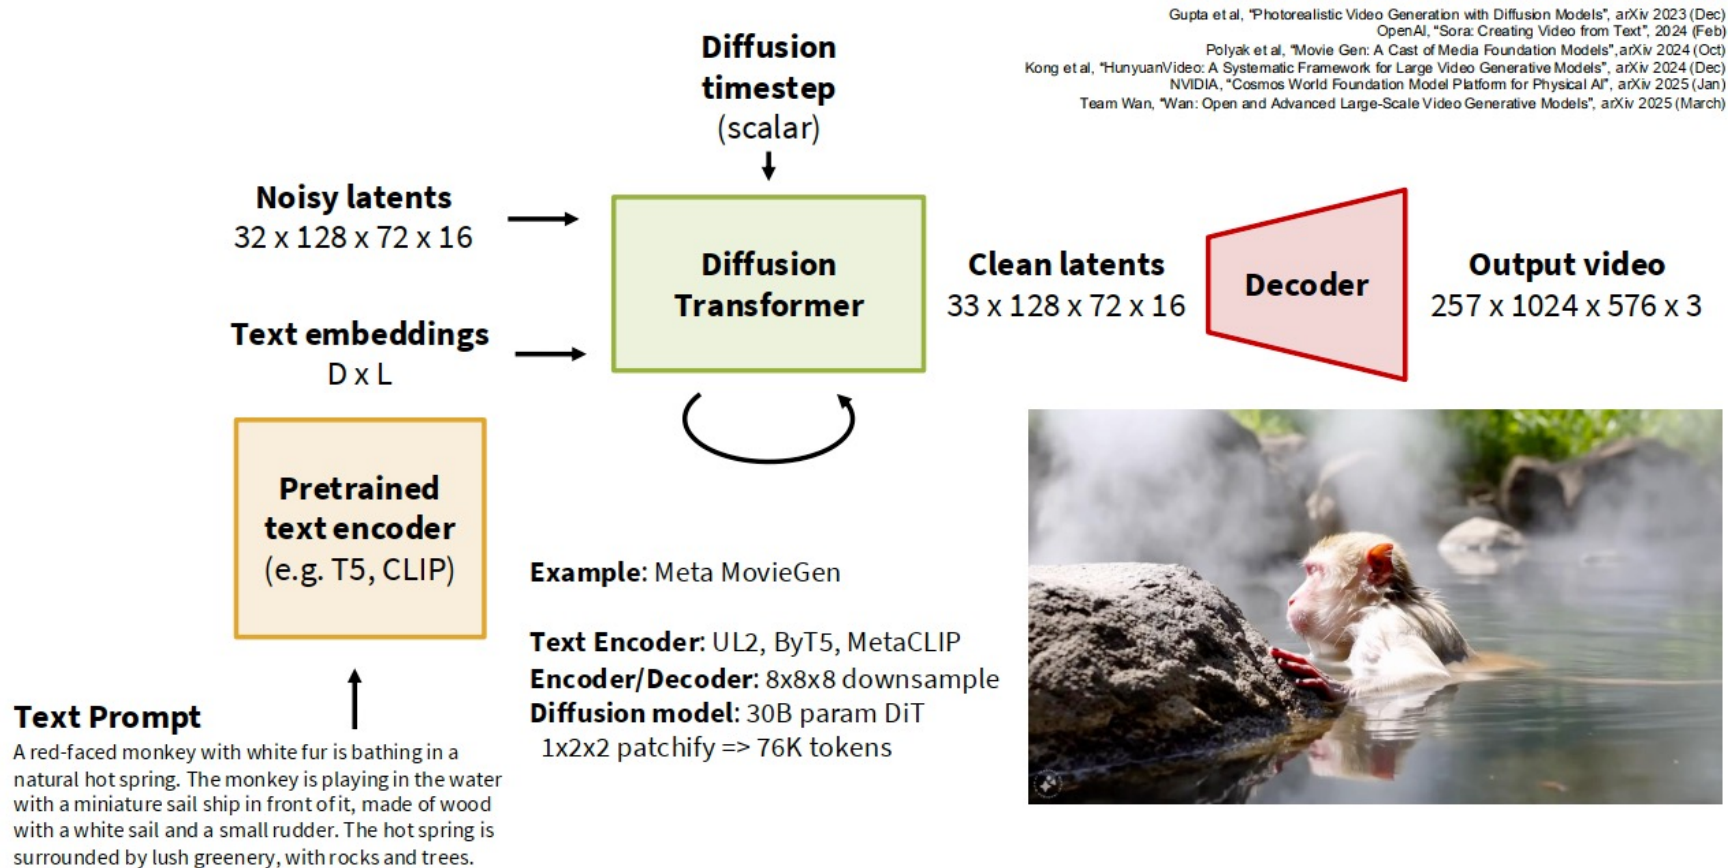 Gupta et al, "Photorealistic Video Generation with Diffusion Models", arXiv 2023 (Dec)
OpenAI, "Sora: Creating Video from Text", 2024 (Feb)
Polyak et al, "Movie Gen: A Cast of Media Foundation Models", arXiv 2024 (Oct)
Kong et al, "HunyuanVideo: A Systematic Framework for Large Video Generative Models", arXiv 2024 (Dec)
NVIDIA, "Cosmos World Foundation Model Platform for Physical AI", arXiv 2025 (Jan)
Team Wan, "Wan: Open and Advanced Large-Scale Video Generative Models", arXiv 2025 (March)
Diffusion
timestep
(scalar)
Noisy latents
32 x 128 x 72 x 16
Text embeddings
D x L
Diffusion
Transformer
Clean latents
33 x 128 x 72 x 16
Decoder
Output video
257 x 1024 x 576 x 3
Pretrained
text encoder
(e.g. T5, CLIP)
Example: Meta MovieGen
Text Encoder: UL2, ByT5, MetaCLIP
Encoder/Decoder: 8x8x8 downsample
Diffusion model: 30B param DiT
1x2x2 patchify => 76K tokens
Text Prompt
A red-faced monkey with white fur is bathing in a
natural hot spring. The monkey is playing in the water
with a miniature sail ship in front of it, made of wood
with a white sail and a small rudder. The hot spring is
surrounded by lush greenery, with rocks and trees.